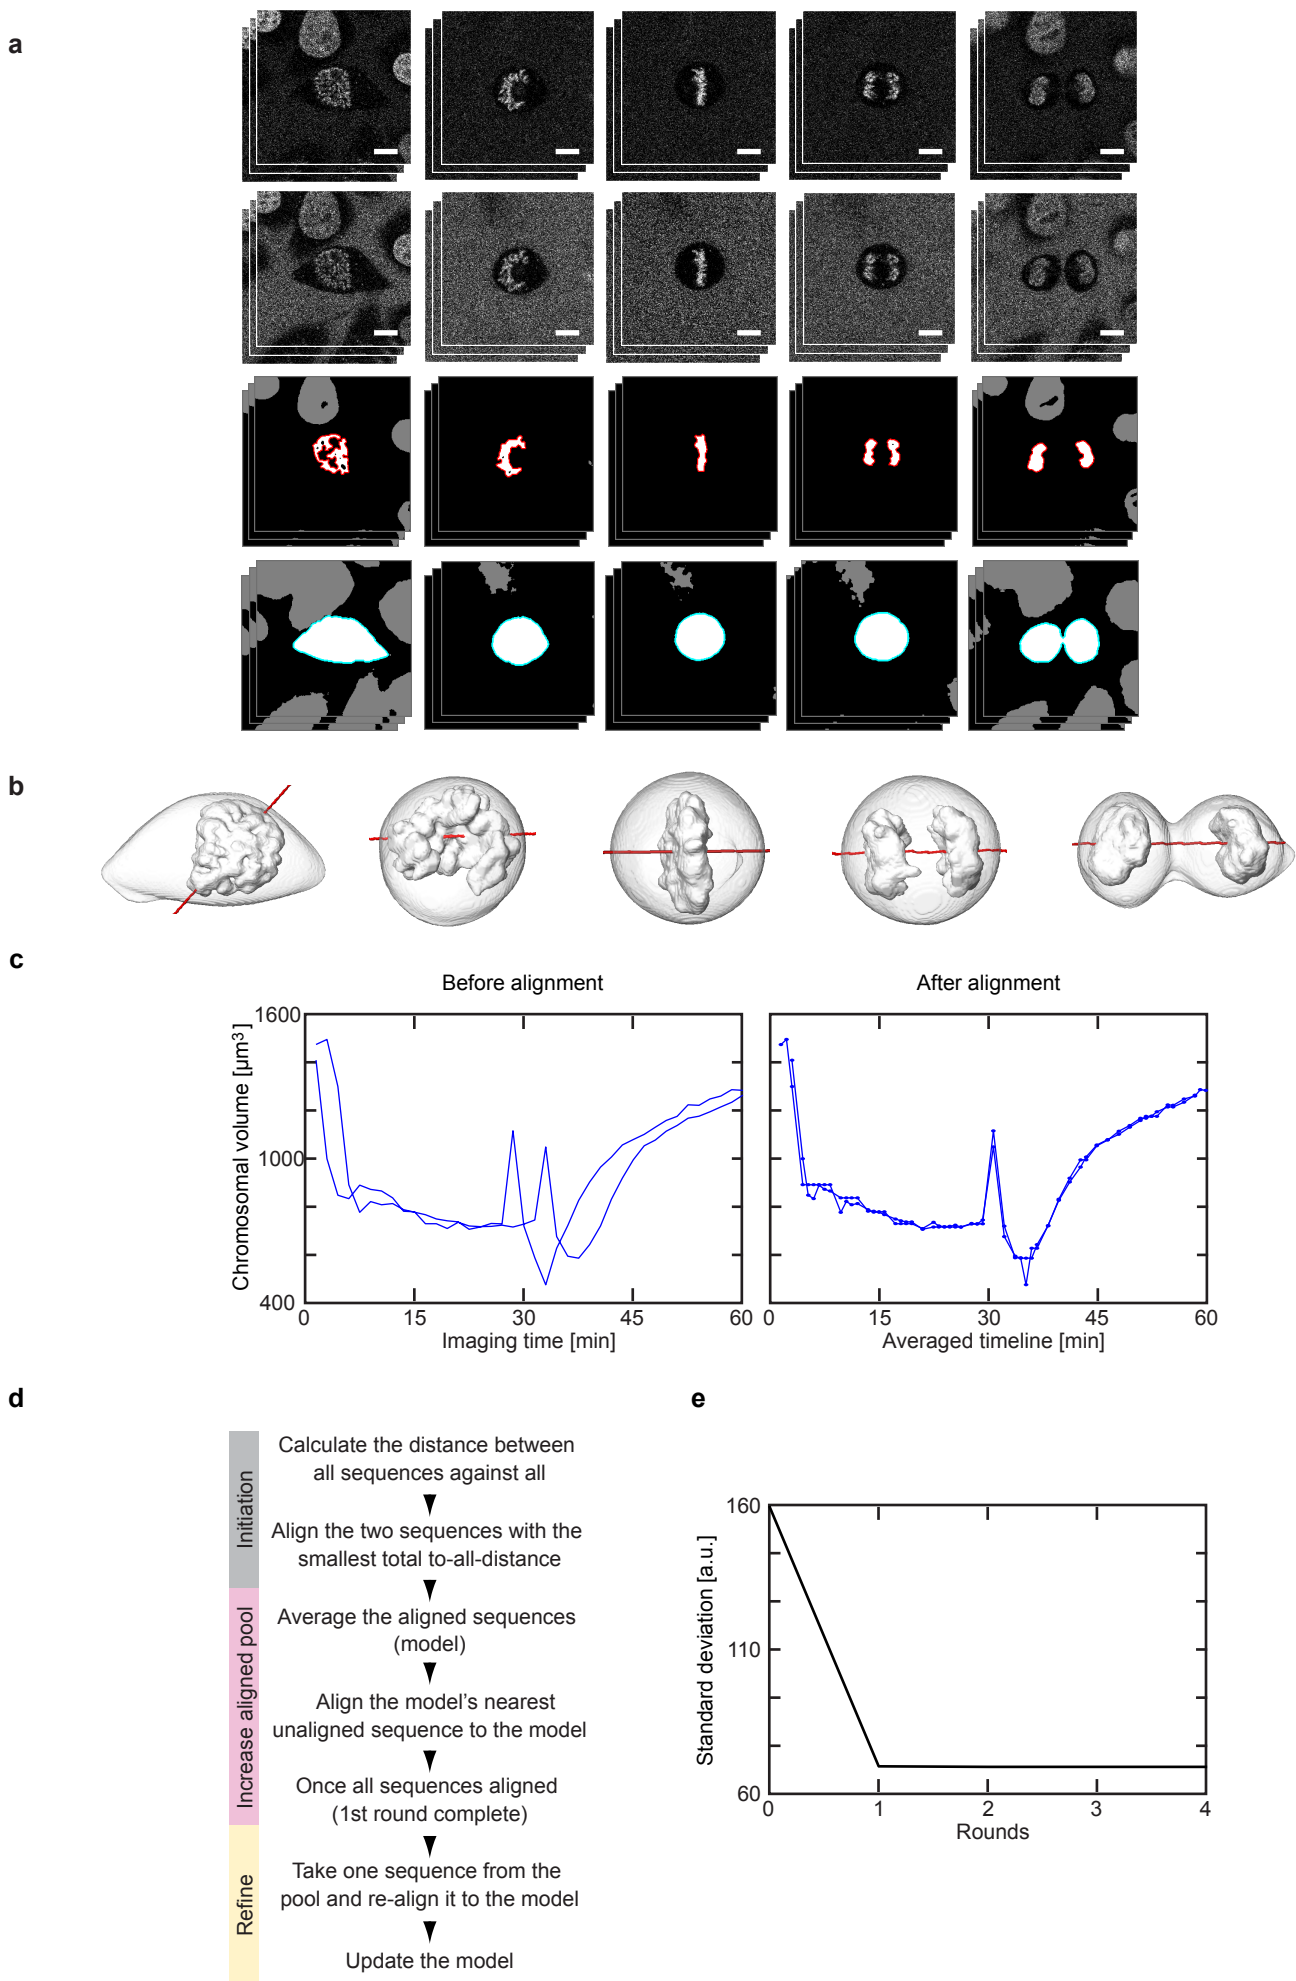 a
b
c
Before alignment
After alignment
Chromosomal volume [µm³]
1600
1000
400
0
15
30
45
60
Imaging time [min]
0
15
30
45
60
Averaged timeline [min]
d
Initiation
Calculate the distance between
all sequences against all
Align the two sequences with the
smallest total to-all-distance
Increase aligned pool
Average the aligned sequences
(model)
Align the model's nearest
unaligned sequence to the model
Once all sequences aligned
(1st round complete)
Refine
Take one sequence from the
pool and re-align it to the model
Update the model
e
Standard deviation [a.u.]
160
110
60
0
1
2
3
4
Rounds